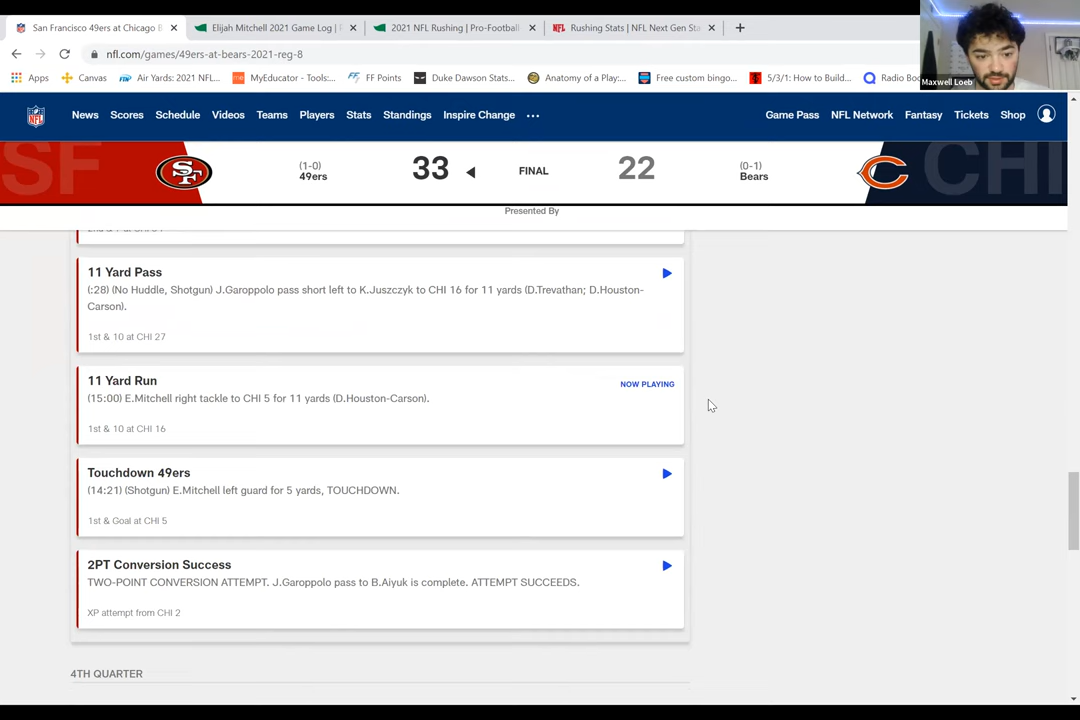 San Francisco 49ers at Chicago B
Elijah Mitchell 2021 Game Log | P
2021 NFL Rushing | Pro-Football
Rushing Stats | NFL Next Gen Sta
nfl.com/games/49ers-at-bears-2021-reg-8
Apps Canvas Air Yards: 2021 NFL... MyEducator - Tools:... FF Points Duke Dawson Stats... Anatomy of a Play:... Free custom bingo... 5/3/1: How to Build... Radio Boo
Maxwell Loeb
News Scores Schedule Videos Teams Players Stats Standings Inspire Change ... Game Pass NFL Network Fantasy Tickets Shop
SF (1-0) 33 FINAL 22 (0-1) CHI
49ers Bears
Presented By
11 Yard Pass
(:28) (No Huddle, Shotgun) J.Garoppolo pass short left to K.Juszczyk to CHI 16 for 11 yards (D.Trevathan; D.Houston-
Carson).
1st & 10 at CHI 27
11 Yard Run
NOW PLAYING
(15:00) E.Mitchell right tackle to CHI 5 for 11 yards (D.Houston-Carson).
1st & 10 at CHI 16
Touchdown 49ers
(14:21) (Shotgun) E.Mitchell left guard for 5 yards, TOUCHDOWN.
1st & Goal at CHI 5
2PT Conversion Success
TWO-POINT CONVERSION ATTEMPT. J.Garoppolo pass to B.Aiyuk is complete. ATTEMPT SUCCEEDS.
XP attempt from CHI 2
4TH QUARTER